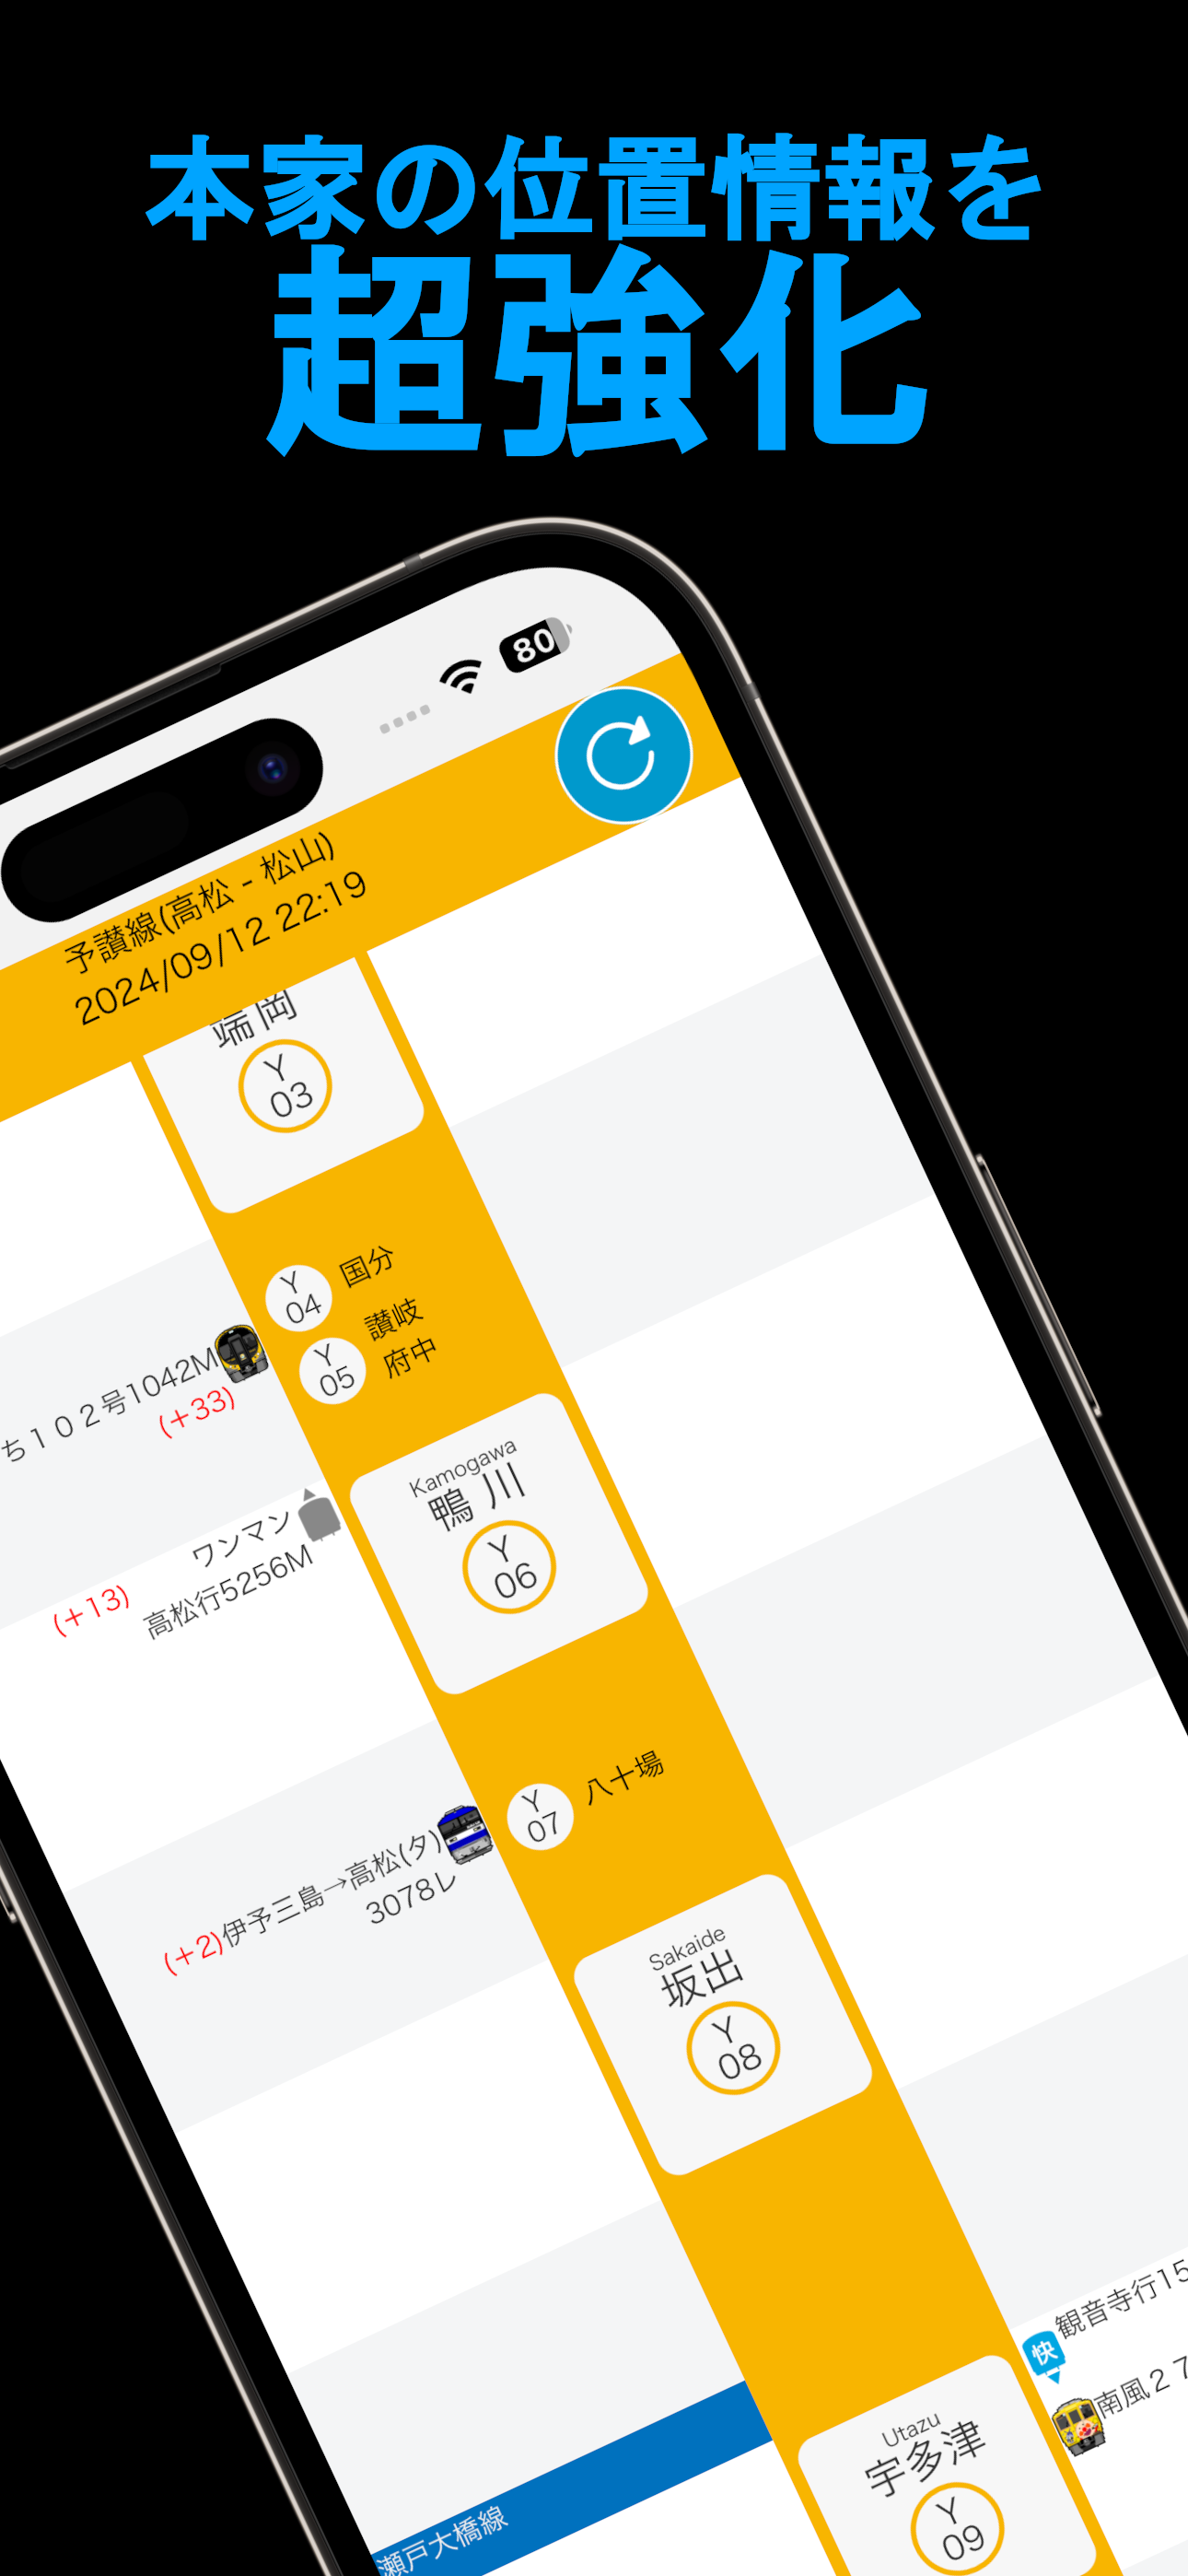 本家の位置情報を
超強化
80
予讃線(高松 - 松山)
2024/09/12 22:19
端岡
Y
03
Y
04
国分
Y
05
讃岐
府中
ち１０２号1042M
(+33)
Kamogawa
鴨川
Y
06
ワンマン
(+13)
高松行5256M
Y
07
八十場
(+2)伊予三島→高松(タ)
3078レ
Sakaide
坂出
Y
08
快
観音寺行15
南風２７
Utazu
宇多津
Y
09
瀬戸大橋線